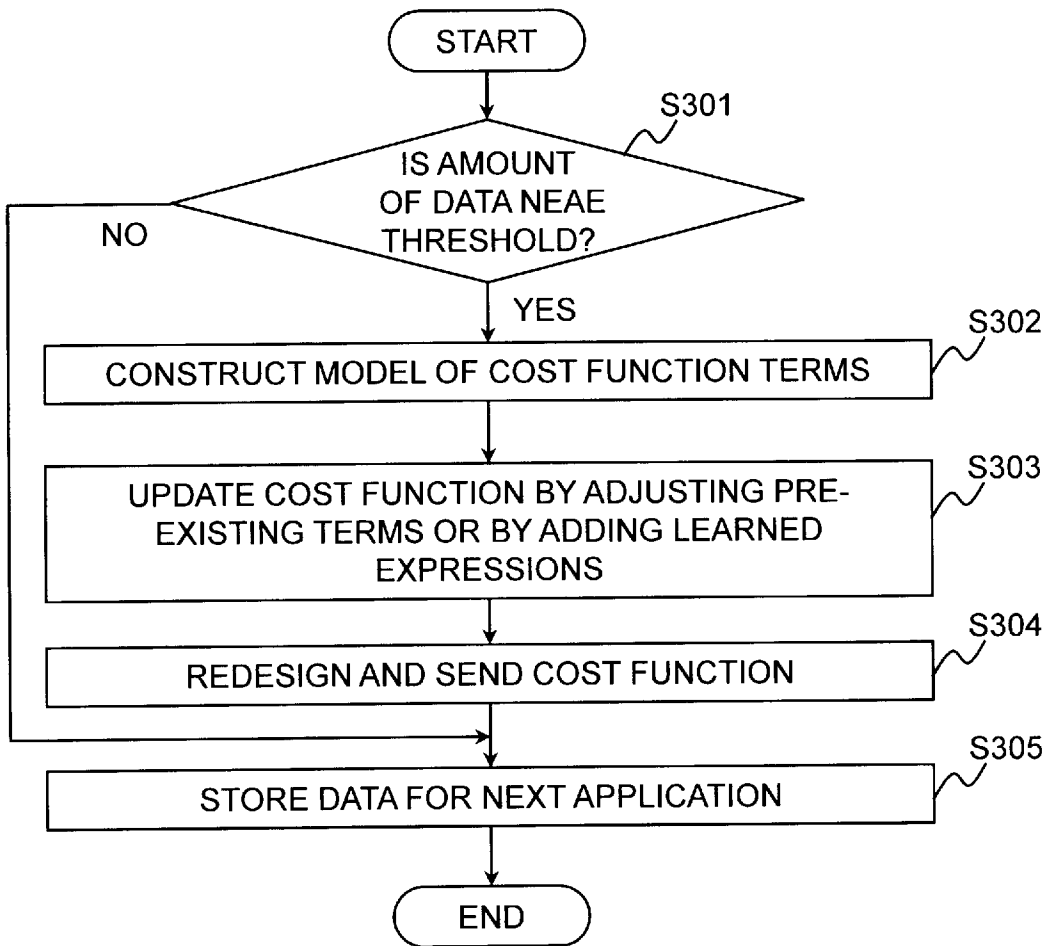 START
S301
IS AMOUNT
OF DATA NEAE
THRESHOLD?
NO
YES
S302
CONSTRUCT MODEL OF COST FUNCTION TERMS
S303
UPDATE COST FUNCTION BY ADJUSTING PRE-
EXISTING TERMS OR BY ADDING LEARNED
EXPRESSIONS
S304
REDESIGN AND SEND COST FUNCTION
S305
STORE DATA FOR NEXT APPLICATION
END